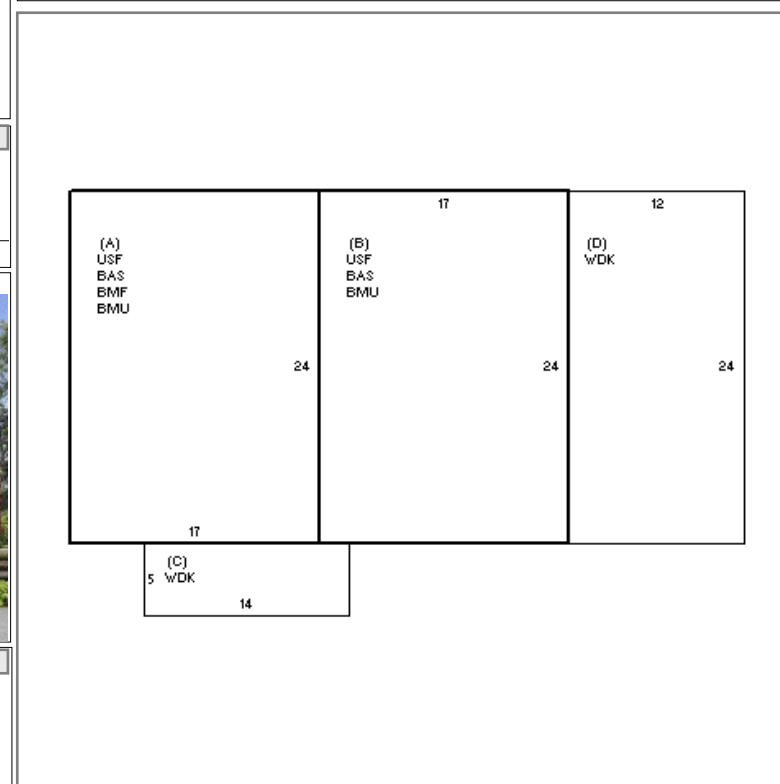 17
12
(A)
USF
BAS
BMF
BMU
(B)
USF
BAS
BMU
(D)
WDK
24
24
24
17
(C)
5 WDK
14